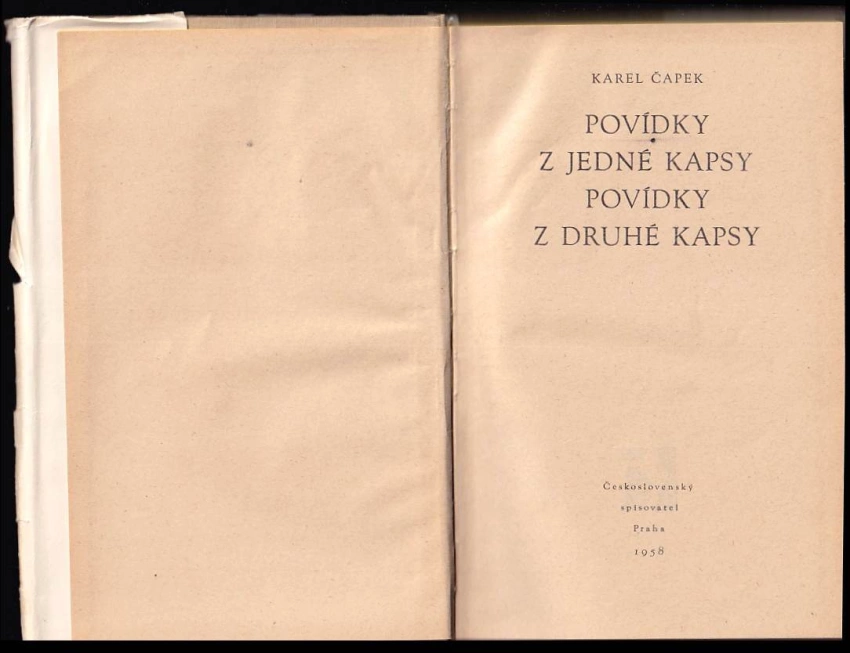 KAREL ČAPEK
POVÍDKY
Z JEDNÉ KAPSY
POVÍDKY
Z DRUHÉ KAPSY
Československý
spisovatel
Praha
1958